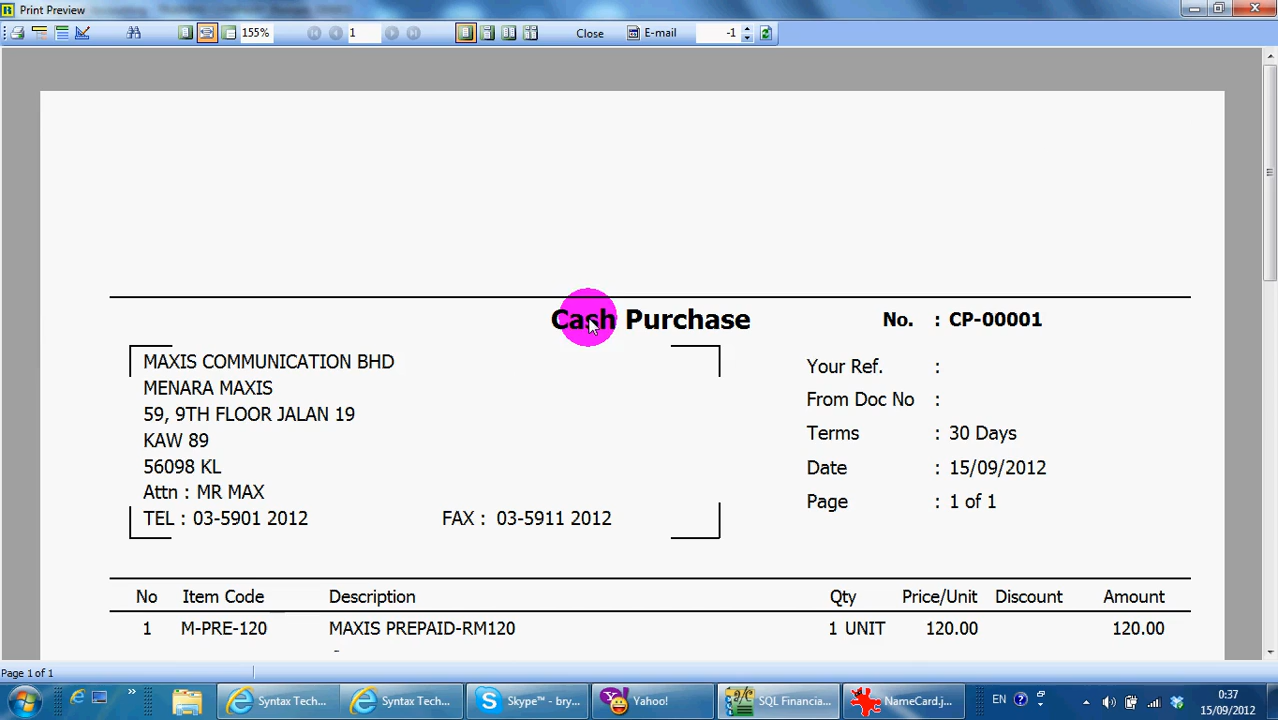 Print Preview
155%
1
Close
E-mail
-1
Cash Purchase
No. : CP-00001
MAXIS COMMUNICATION BHD
MENARA MAXIS
59, 9TH FLOOR JALAN 19
KAW 89
56098 KL
Attn : MR MAX
TEL : 03-5901 2012 FAX : 03-5911 2012
Your Ref. :
From Doc No :
Terms : 30 Days
Date : 15/09/2012
Page : 1 of 1
No Item Code Description Qty Price/Unit Discount Amount
1 M-PRE-120 MAXIS PREPAID-RM120 1 UNIT 120.00 120.00
Page 1 of 1
Syntax Tech...
Syntax Tech...
Skype™ - bry...
Yahoo!
SQL Financia...
NameCard.j...
EN
0:37
15/09/2012